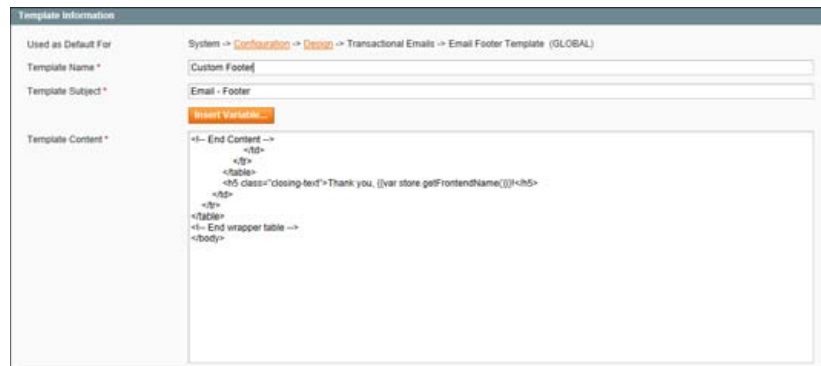 Template Information
Used as Default For System -> Configuration -> Design -> Transactional Emails -> Email Footer Template (GLOBAL)
Template Name * Custom Footer
Template Subject * Email - Footer
Insert Variable...
Template Content * <!-- End Content -->
</td>
</tr>
</table>
<h5 class="closing-text">Thank you, {{var store.getFrontendName()}}!</h5>
</td>
</tr>
</table>
<!-- End wrapper table -->
</body>